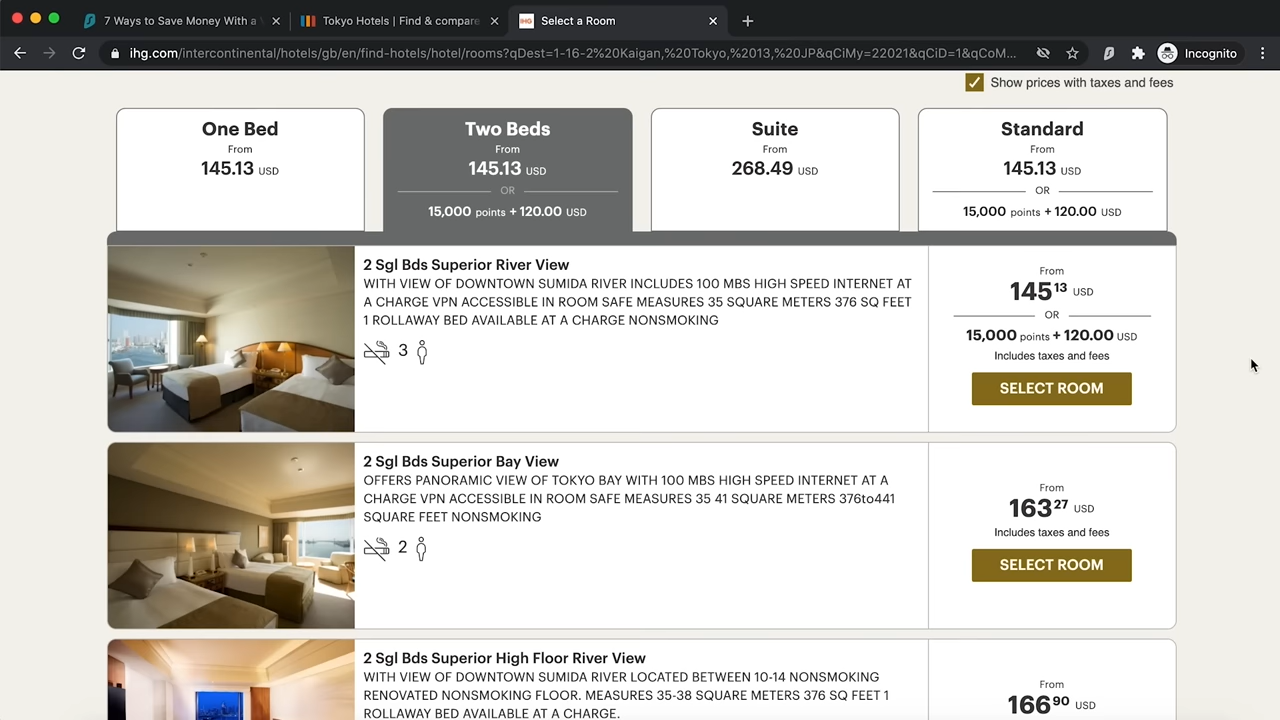 7 Ways to Save Money With a
Tokyo Hotels | Find & compare
IHG
Select a Room
ihg.com/intercontinental/hotels/gb/en/find-hotels/hotel/rooms?qDest=1-16-2%20Kaigan,%20Tokyo,%2013,%20JP&qCiMy=22021&qCiD=1&qCoM...
Incognito
Show prices with taxes and fees
One Bed
From
145.13 USD
Two Beds
From
145.13 USD
OR
15,000 points + 120.00 USD
Suite
From
268.49 USD
Standard
From
145.13 USD
OR
15,000 points + 120.00 USD
2 Sgl Bds Superior River View
WITH VIEW OF DOWNTOWN SUMIDA RIVER INCLUDES 100 MBS HIGH SPEED INTERNET AT
A CHARGE VPN ACCESSIBLE IN ROOM SAFE MEASURES 35 SQUARE METERS 376 SQ FEET
1 ROLLAWAY BED AVAILABLE AT A CHARGE NONSMOKING
3
From
145 13 USD
OR
15,000 points + 120.00 USD
Includes taxes and fees
SELECT ROOM
2 Sgl Bds Superior Bay View
OFFERS PANORAMIC VIEW OF TOKYO BAY WITH 100 MBS HIGH SPEED INTERNET AT A
CHARGE VPN ACCESSIBLE IN ROOM SAFE MEASURES 35 41 SQUARE METERS 376to441
SQUARE FEET NONSMOKING
2
From
163 27 USD
Includes taxes and fees
SELECT ROOM
2 Sgl Bds Superior High Floor River View
WITH VIEW OF DOWNTOWN SUMIDA RIVER LOCATED BETWEEN 10-14 NONSMOKING
RENOVATED NONSMOKING FLOOR. MEASURES 35-38 SQUARE METERS 376 SQ FEET 1
ROLLAWAY BED AVAILABLE AT A CHARGE.
From
166 90 USD